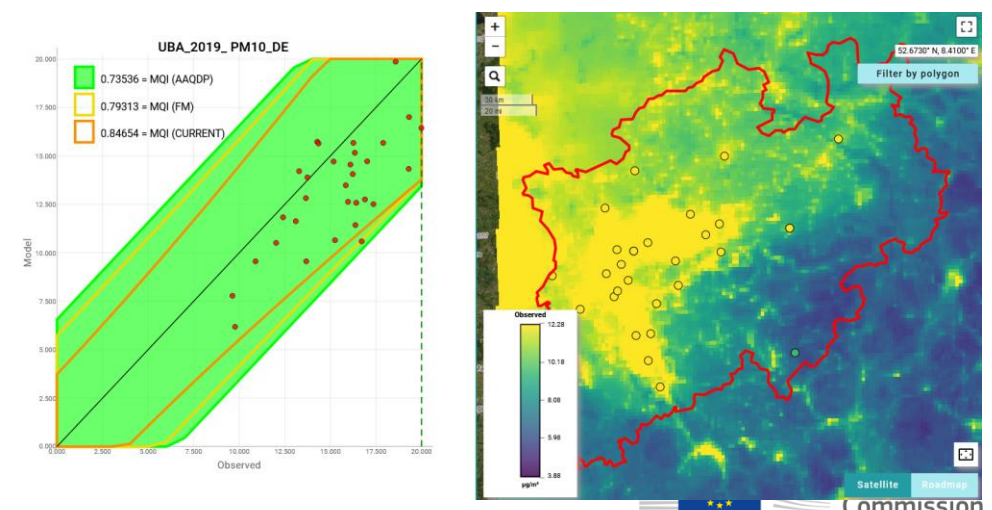 UBA_2019_ PM10_DE
20.000
17.500
15.000
12.500
10.000
7.500
5.000
2.500
0.000
0.73536 = MQI (AAQDP)
0.79313 = MQI (FM)
0.84654 = MQI (CURRENT)
Model
0.000 2.500 5.000 7.500 10.000 12.500 15.000 17.500 20.000
Observed
+
−
52.6730° N, 8.4100° E
Filter by polygon
30 km
20 mi
Observed
12.28
10.18
8.08
5.98
3.88
µg/m³
Satellite Roadmap
Commission